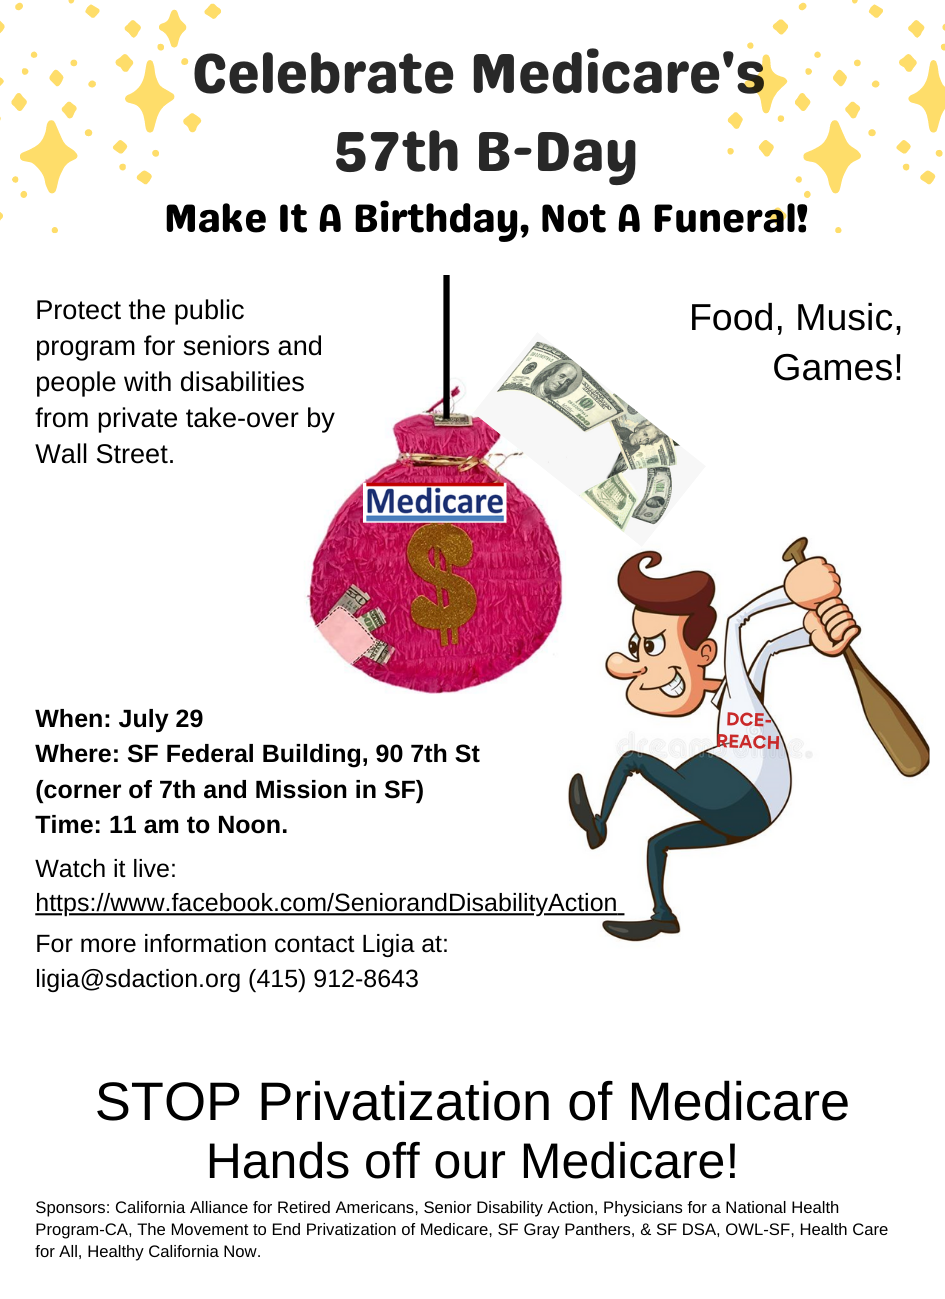 Celebrate Medicare's
57th B-Day
Make It A Birthday, Not A Funeral!
Protect the public
program for seniors and
people with disabilities
from private take-over by
Wall Street.
Food, Music,
Games!
Medicare
$
DCE-
REACH
dreamstime.
When: July 29
Where: SF Federal Building, 90 7th St
(corner of 7th and Mission in SF)
Time: 11 am to Noon.
Watch it live:
https://www.facebook.com/SeniorandDisabilityAction
For more information contact Ligia at:
ligia@sdaction.org (415) 912-8643
STOP Privatization of Medicare
Hands off our Medicare!
Sponsors: California Alliance for Retired Americans, Senior Disability Action, Physicians for a National Health
Program-CA, The Movement to End Privatization of Medicare, SF Gray Panthers, & SF DSA, OWL-SF, Health Care
for All, Healthy California Now.